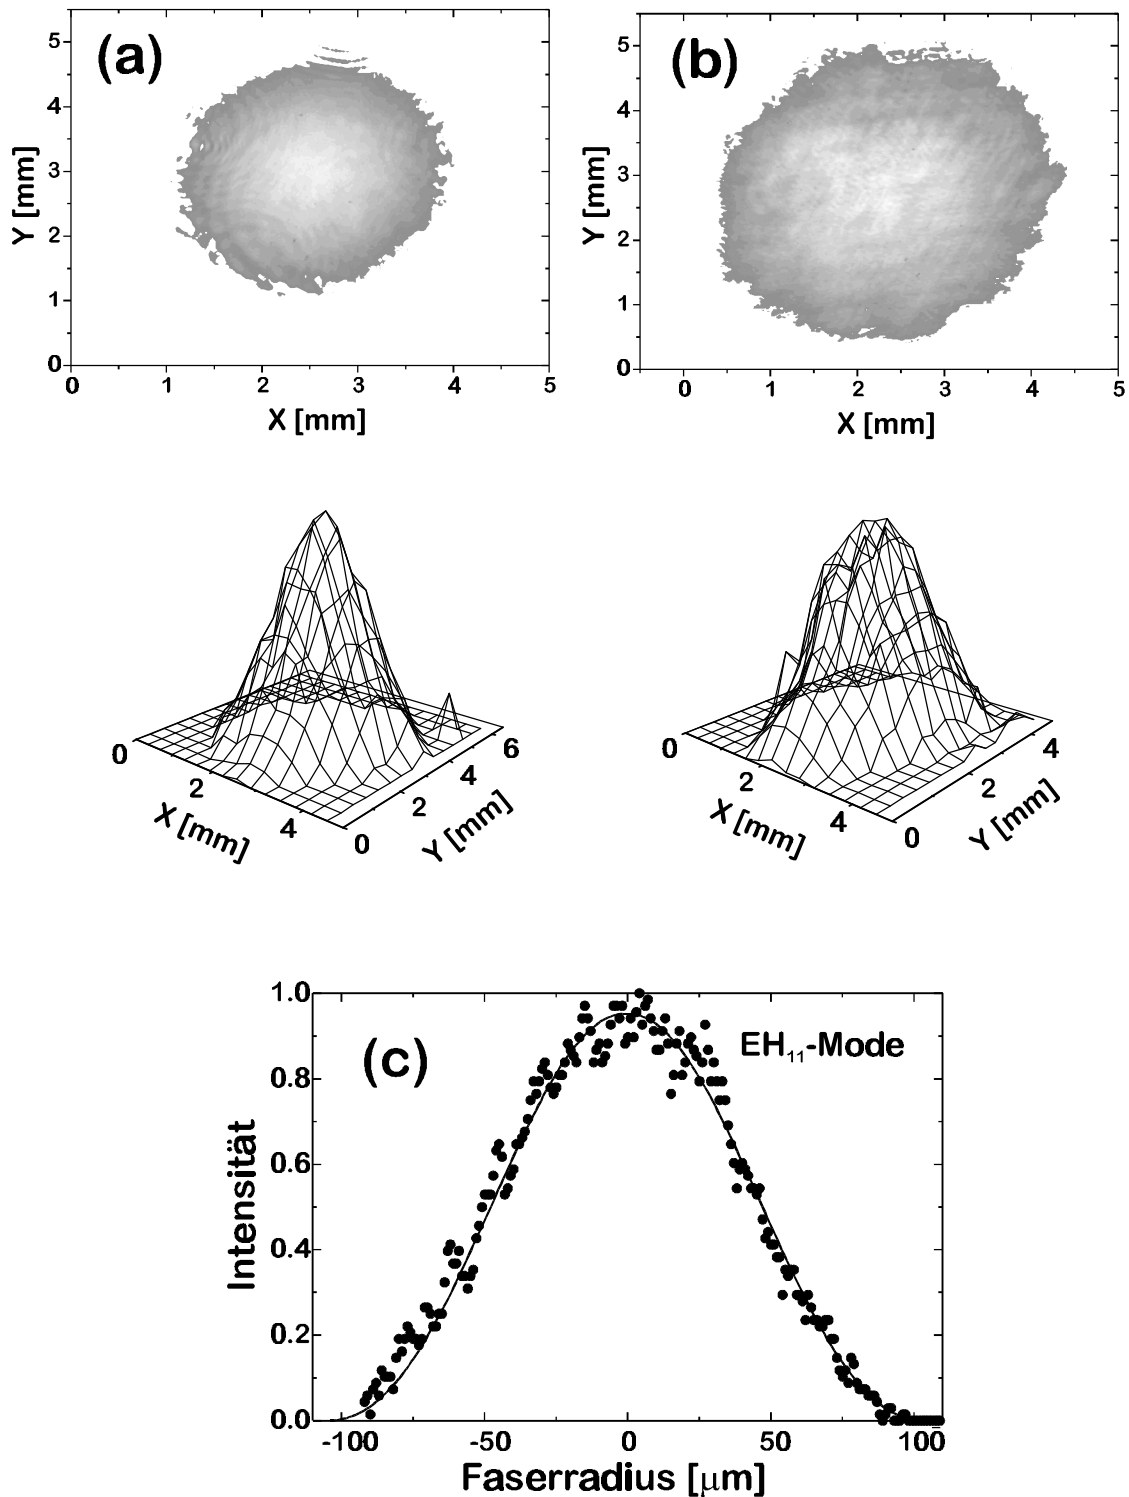 (a)
5
4
3
2
1
0
Y [mm]
0 1 2 3 4 5
X [mm]
(b)
5
4
3
2
1
0
Y [mm]
0 1 2 3 4 5
X [mm]
0 2 4
X [mm]
0 2 4 6
Y [mm]
0 2 4
X [mm]
0 2 4
Y [mm]
(c)
EH11-Mode
1.0
0.8
0.6
0.4
0.2
0.0
Intensität
-100 -50 0 50 100
Faserradius [μm]